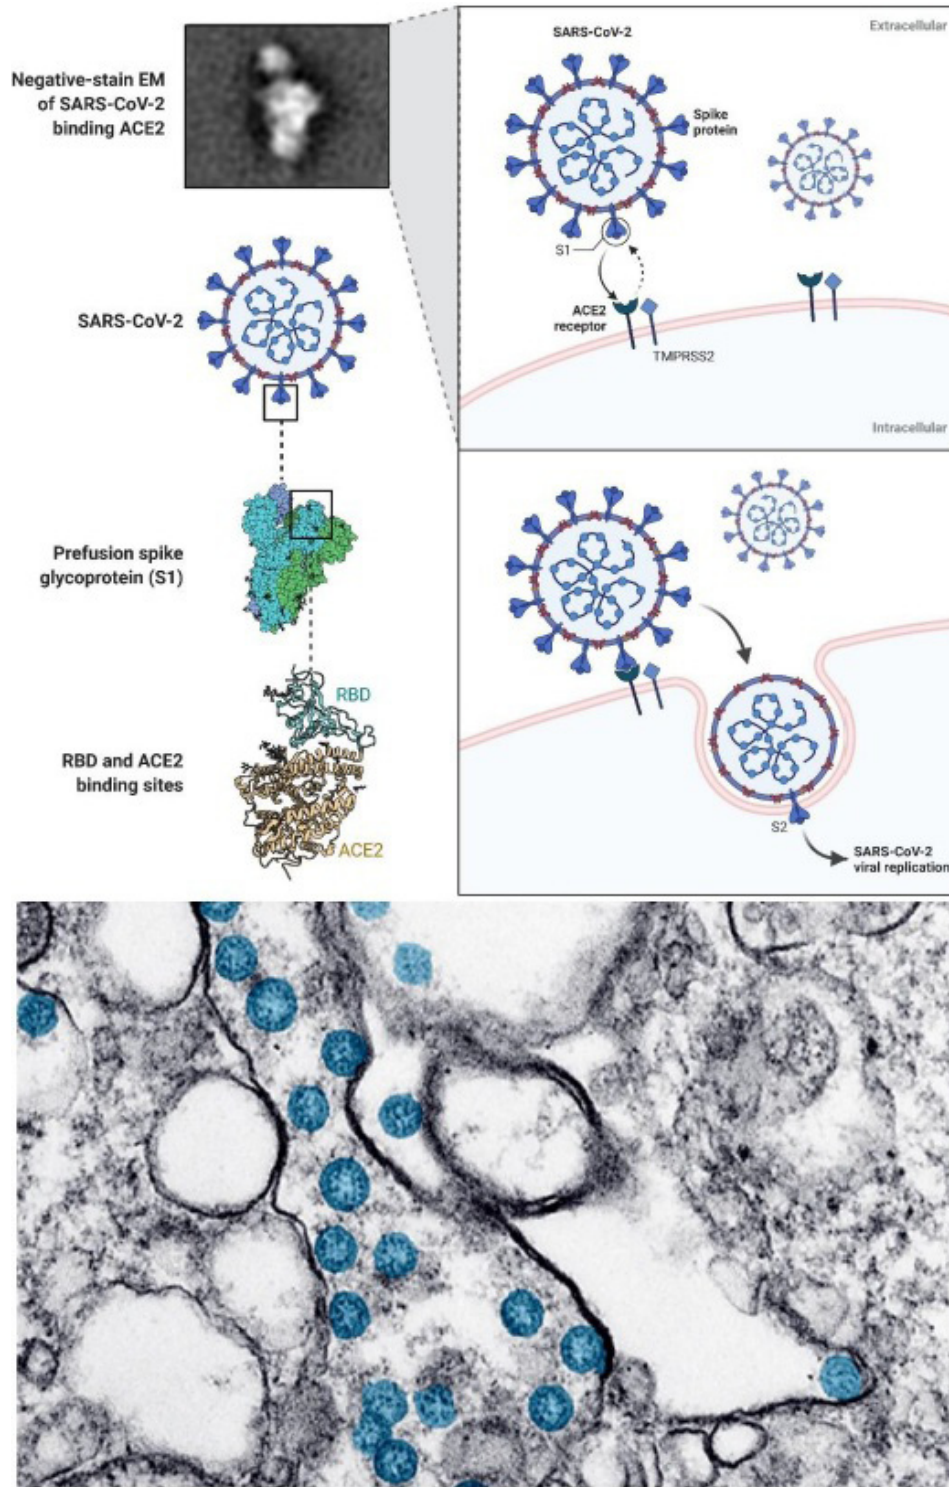 Negative-stain EM
of SARS-CoV-2
binding ACE2
SARS-CoV-2
Prefusion spike
glycoprotein (S1)
RBD
RBD and ACE2
binding sites
ACE2
SARS-CoV-2
Extracellular
Spike
protein
S1
ACE2
receptor
TMPRSS2
Intracellular
S2
SARS-CoV-2
viral replication